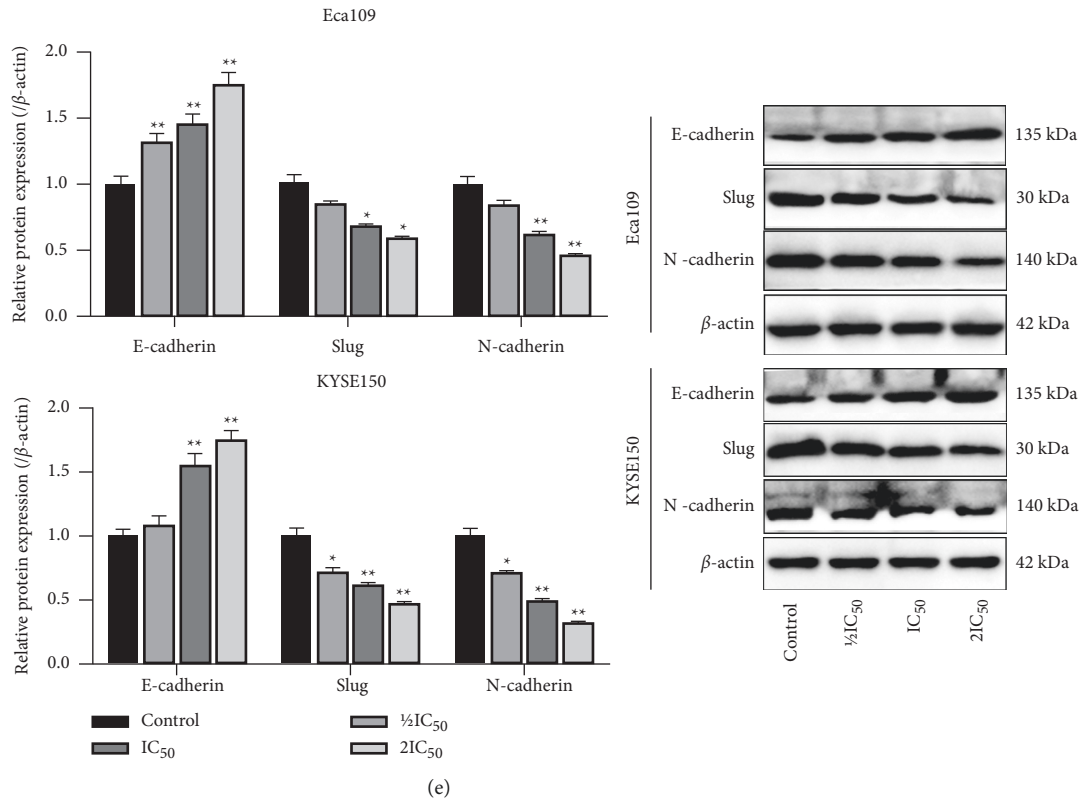 Eca109
Relative protein expression (/β-actin)
2.0
1.5
1.0
0.5
0.0
** ** **
* *
** **
E-cadherin Slug N-cadherin
KYSE150
Relative protein expression (/β-actin)
2.0
1.5
1.0
0.5
0.0
** **
* ** **
* ** **
E-cadherin Slug N-cadherin
Control ½IC50
IC50 2IC50
Eca109
E-cadherin 135 kDa
Slug 30 kDa
N -cadherin 140 kDa
β-actin 42 kDa
KYSE150
E-cadherin 135 kDa
Slug 30 kDa
N -cadherin 140 kDa
β-actin 42 kDa
Control
½IC50
IC50
2IC50
(e)